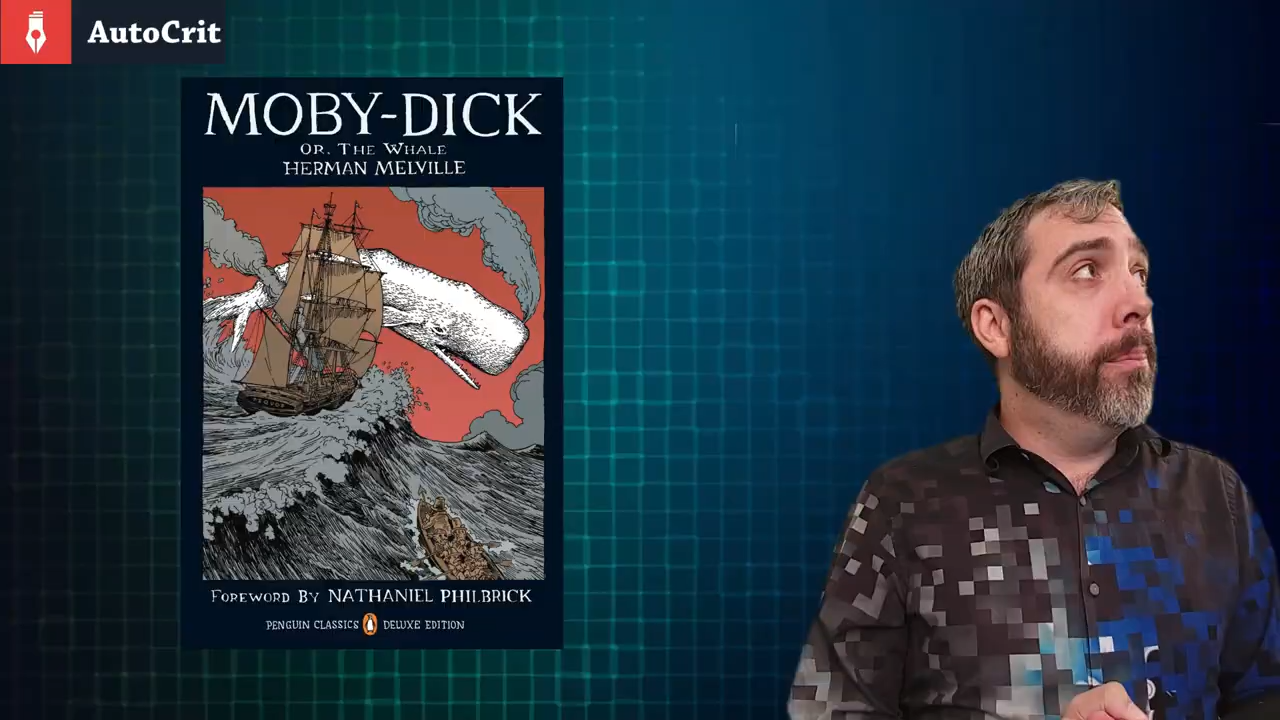 AutoCrit
MOBY-DICK
OR, THE WHALE
HERMAN MELVILLE
FOREWORD BY NATHANIEL PHILBRICK
PENGUIN CLASSICS DELUXE EDITION